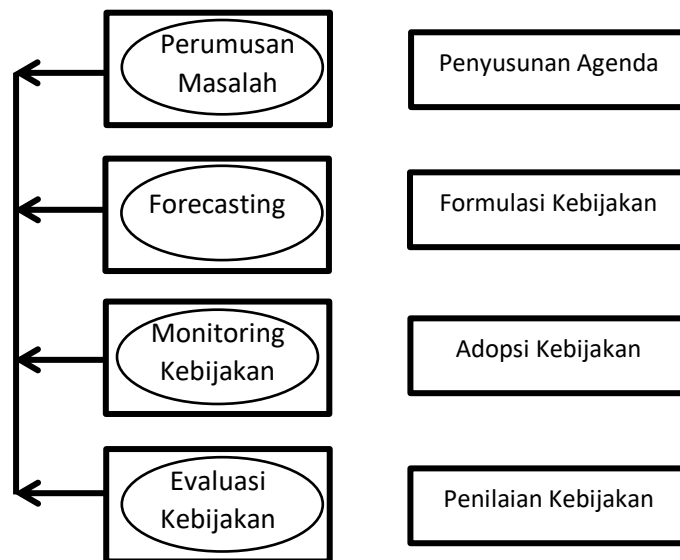 Perumusan
Masalah
Penyusunan Agenda
Forecasting
Formulasi Kebijakan
Monitoring
Kebijakan
Adopsi Kebijakan
Evaluasi
Kebijakan
Penilaian Kebijakan